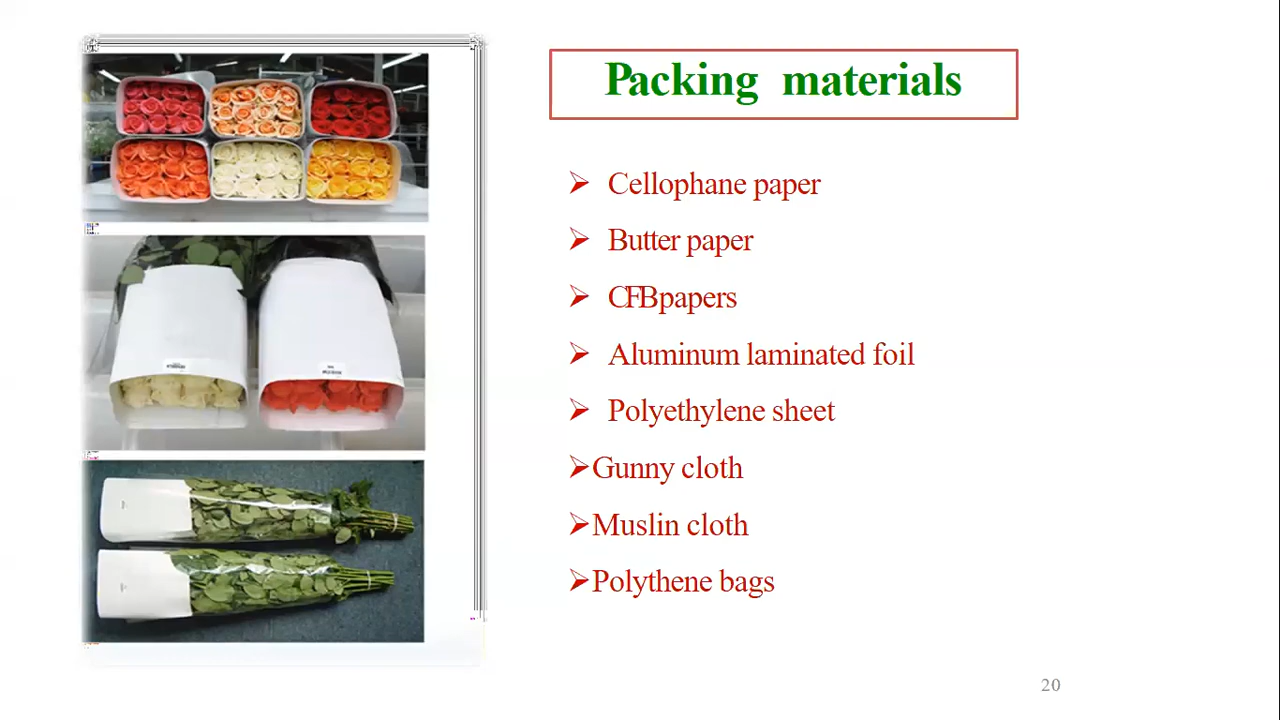 Packing materials
➢ Cellophane paper
➢ Butter paper
➢ CFBpapers
➢ Aluminum laminated foil
➢ Polyethylene sheet
➢Gunny cloth
➢Muslin cloth
➢Polythene bags
20